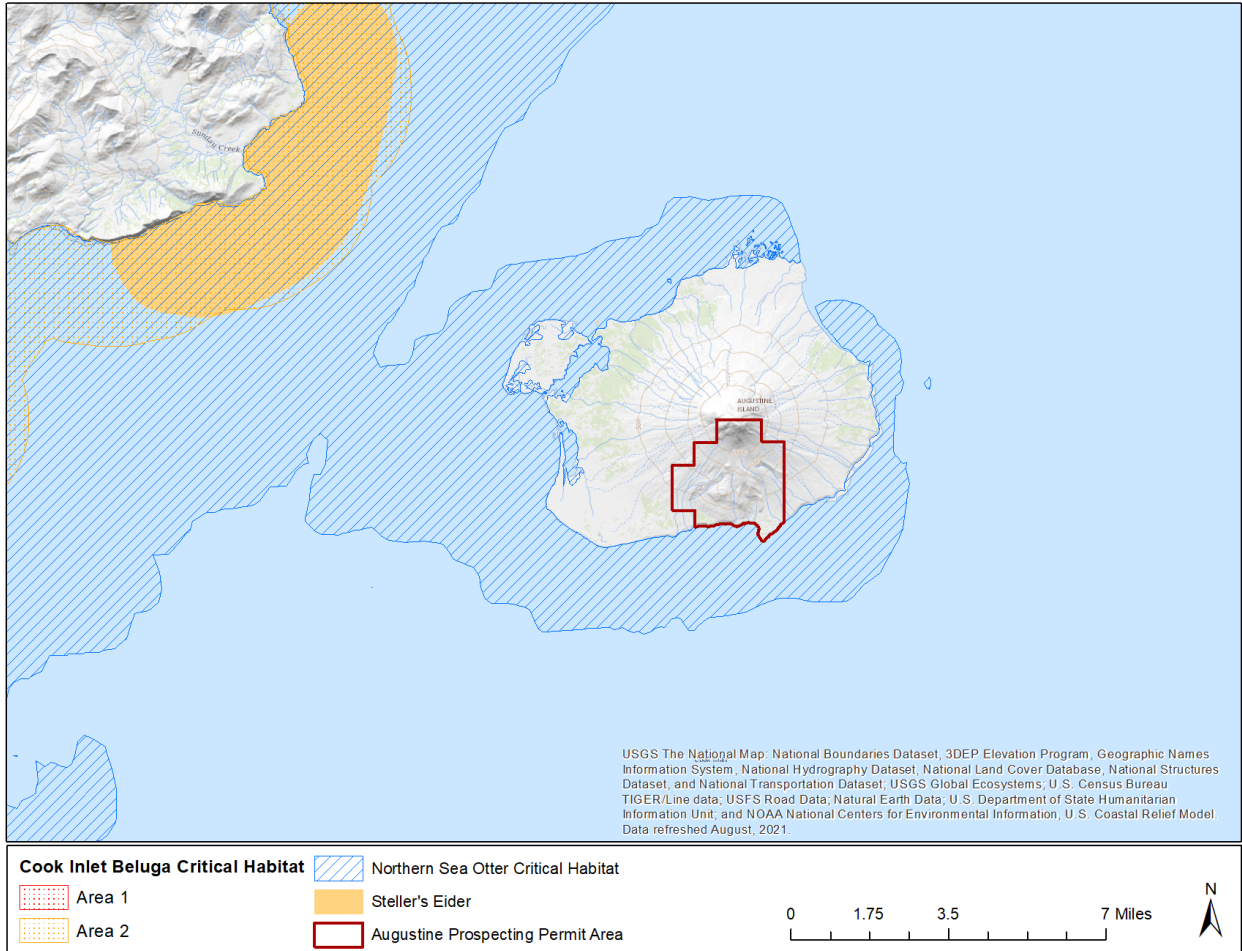 Sunday Creek
AUGUSTINE
ISLAND
USGS The National Map: National Boundaries Dataset, 3DEP Elevation Program, Geographic Names
Information System, National Hydrography Dataset, National Land Cover Database, National Structures
Dataset, and National Transportation Dataset; USGS Global Ecosystems; U.S. Census Bureau
TIGER/Line data; USFS Road Data; Natural Earth Data; U.S. Department of State Humanitarian
Information Unit; and NOAA National Centers for Environmental Information, U.S. Coastal Relief Model.
Data refreshed August, 2021.
Cook Inlet Beluga Critical Habitat
Area 1
Area 2
Northern Sea Otter Critical Habitat
Steller's Eider
Augustine Prospecting Permit Area
0 1.75 3.5 7 Miles
N